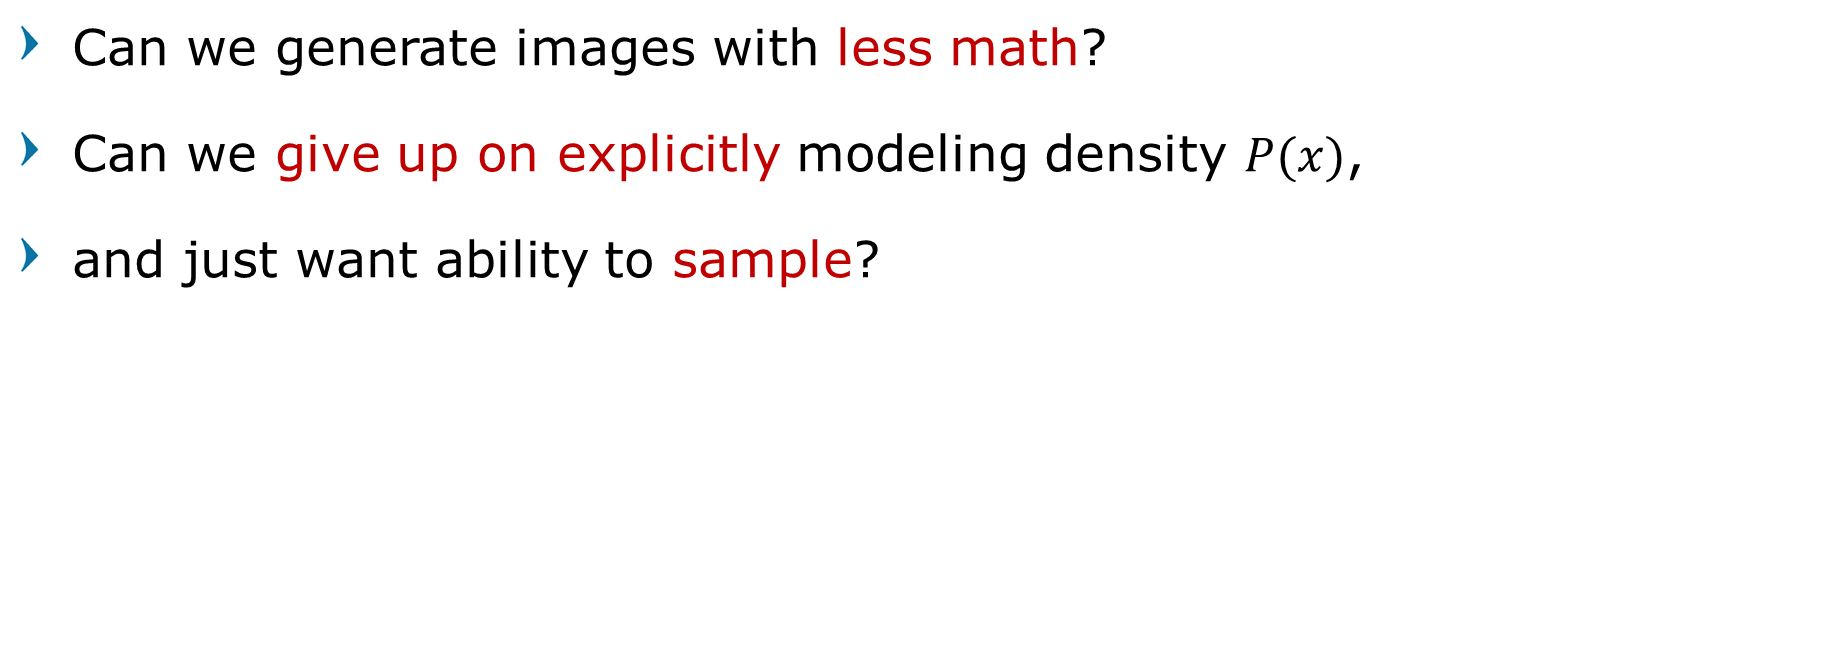 Can we generate images with less math?
Can we give up on explicitly modeling density P(x),
and just want ability to sample?